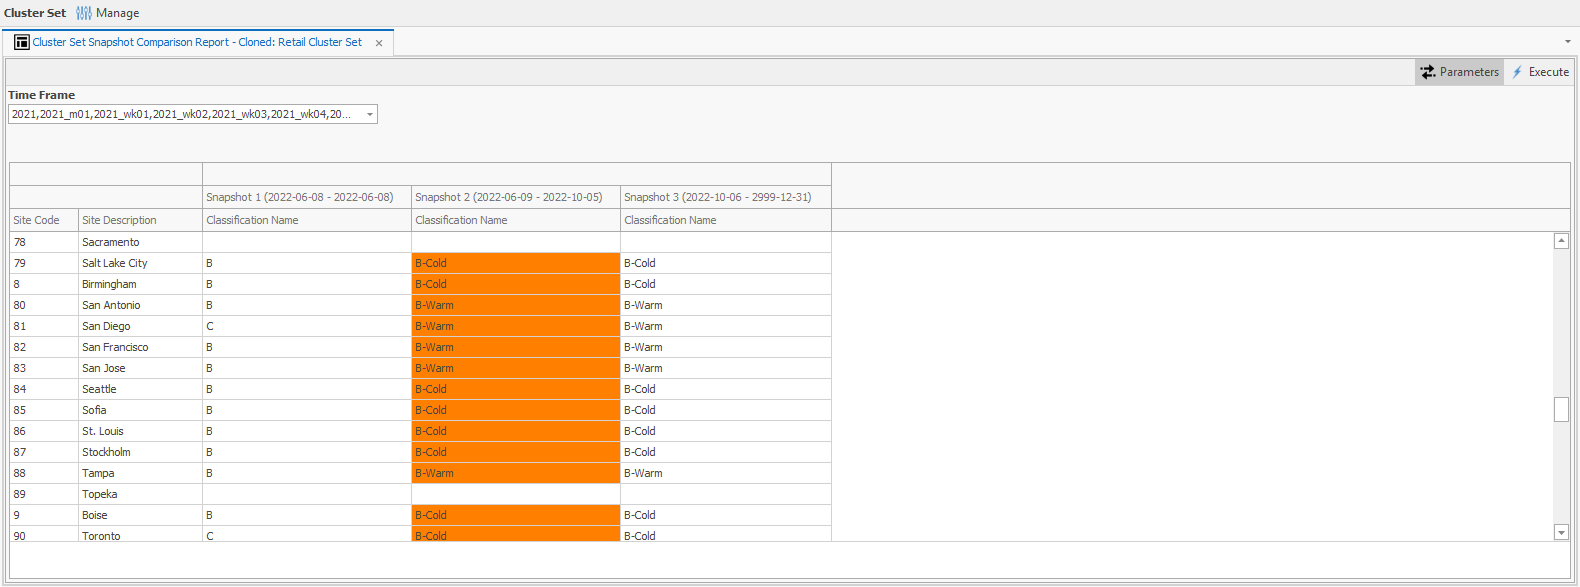 Cluster Set Manage
Cluster Set Snapshot Comparison Report - Cloned: Retail Cluster Set
Parameters Execute
Time Frame
2021,2021_m01,2021_wk01,2021_wk02,2021_wk03,2021_wk04,20...
Snapshot 1 (2022-06-08 - 2022-06-08) Snapshot 2 (2022-06-09 - 2022-10-05) Snapshot 3 (2022-10-06 - 2999-12-31)
Site Code Site Description Classification Name Classification Name Classification Name
78 Sacramento
79 Salt Lake City B B-Cold B-Cold
8 Birmingham B B-Cold B-Cold
80 San Antonio B B-Warm B-Warm
81 San Diego C B-Warm B-Warm
82 San Francisco B B-Warm B-Warm
83 San Jose B B-Warm B-Warm
84 Seattle B B-Cold B-Cold
85 Sofia B B-Cold B-Cold
86 St. Louis B B-Cold B-Cold
87 Stockholm B B-Cold B-Cold
88 Tampa B B-Warm B-Warm
89 Topeka
9 Boise B B-Cold B-Cold
90 Toronto C B-Cold B-Cold